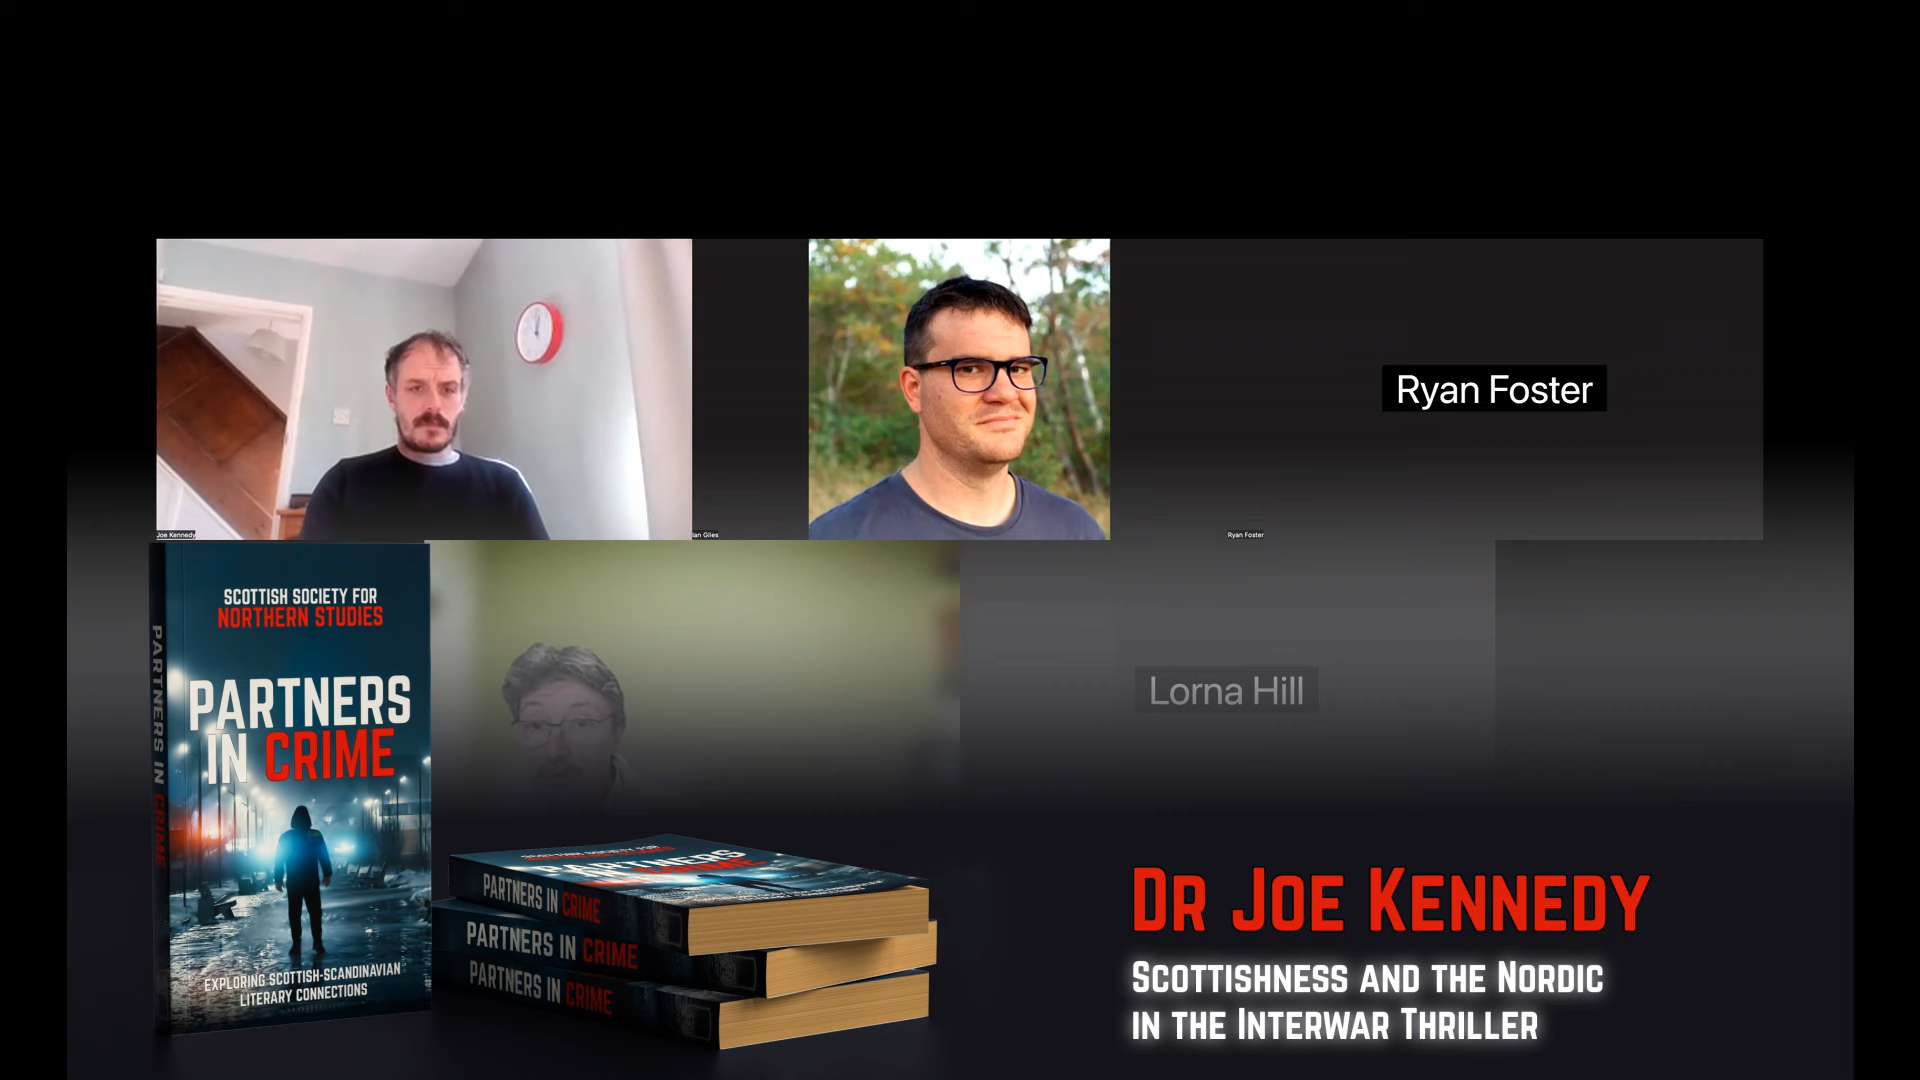 Ryan Foster
Joe Kennedy
Ian Giles
Ryan Foster
SCOTTISH SOCIETY FOR
NORTHERN STUDIES
PARTNERS
IN CRIME
EXPLORING SCOTTISH-SCANDINAVIAN
LITERARY CONNECTIONS
PARTNERS IN CRIME
Lorna Hill
PARTNERS
IN CRIME
PARTNERS IN CRIME
PARTNERS IN CRIME
PARTNERS IN CRIME
DR JOE KENNEDY
SCOTTISHNESS AND THE NORDIC
IN THE INTERWAR THRILLER